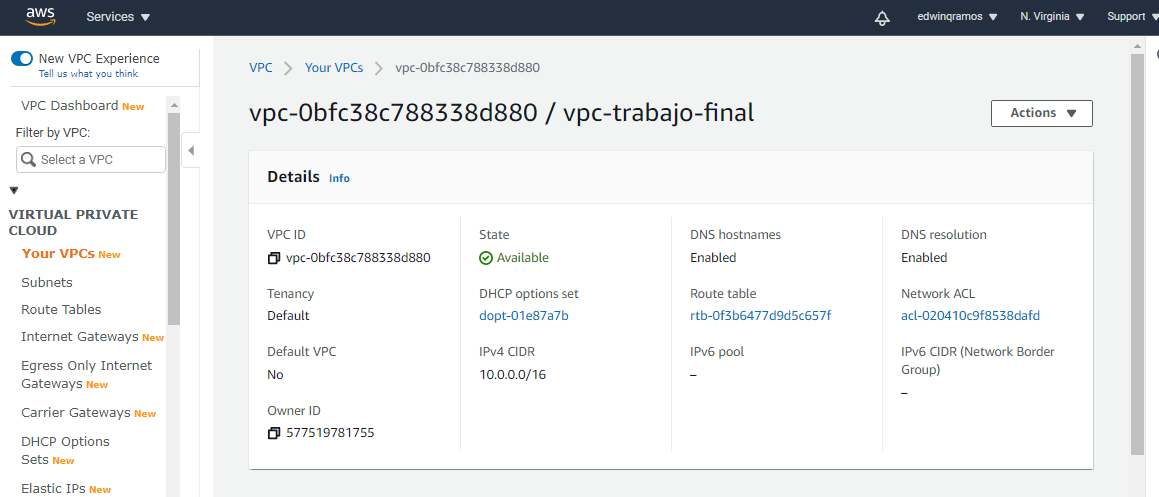 aws
Services
edwinqramos
N. Virginia
Support
New VPC Experience
Tell us what you think
VPC Dashboard New
Filter by VPC:
Select a VPC
VIRTUAL PRIVATE
CLOUD
Your VPCs New
Subnets
Route Tables
Internet Gateways New
Egress Only Internet
Gateways New
Carrier Gateways New
DHCP Options
Sets New
Elastic IPs New
VPC
Your VPCs
vpc-0bfc38c788338d880
vpc-0bfc38c788338d880 / vpc-trabajo-final
Actions
Details Info
VPC ID
vpc-0bfc38c788338d880
State
Available
DNS hostnames
Enabled
DNS resolution
Enabled
Tenancy
Default
DHCP options set
dopt-01e87a7b
Route table
rtb-0f3b6477d9d5c657f
Network ACL
acl-020410c9f8538dafd
Default VPC
No
IPv4 CIDR
10.0.0.0/16
IPv6 pool
–
IPv6 CIDR (Network Border
Group)
–
Owner ID
577519781755